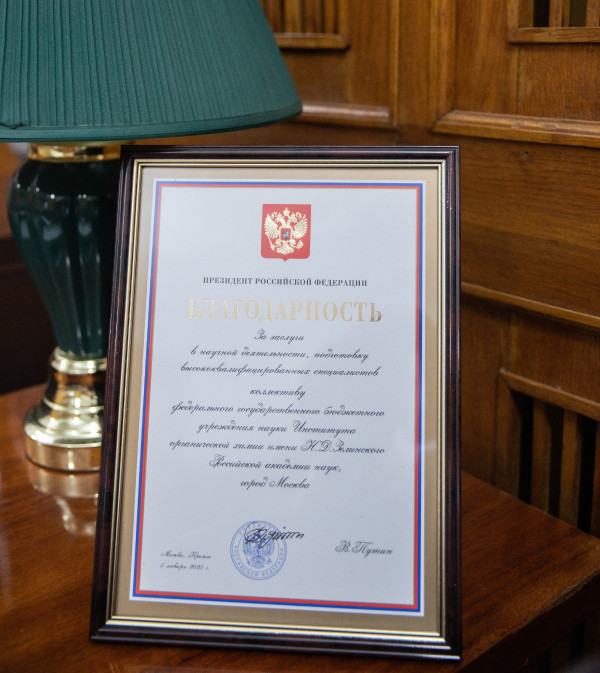 ПРЕЗИДЕНТ РОССИЙСКОЙ ФЕДЕРАЦИИ
БЛАГОДАРНОСТЬ
За заслуги
в научной деятельности, подготовку
высококвалифицированных специалистов
коллективу
федерального государственного бюджетного
учреждения науки Института
органической химии имени Н.Д.Зелинского
Российской академии наук,
город Москва
В.Путин
Москва, Кремль